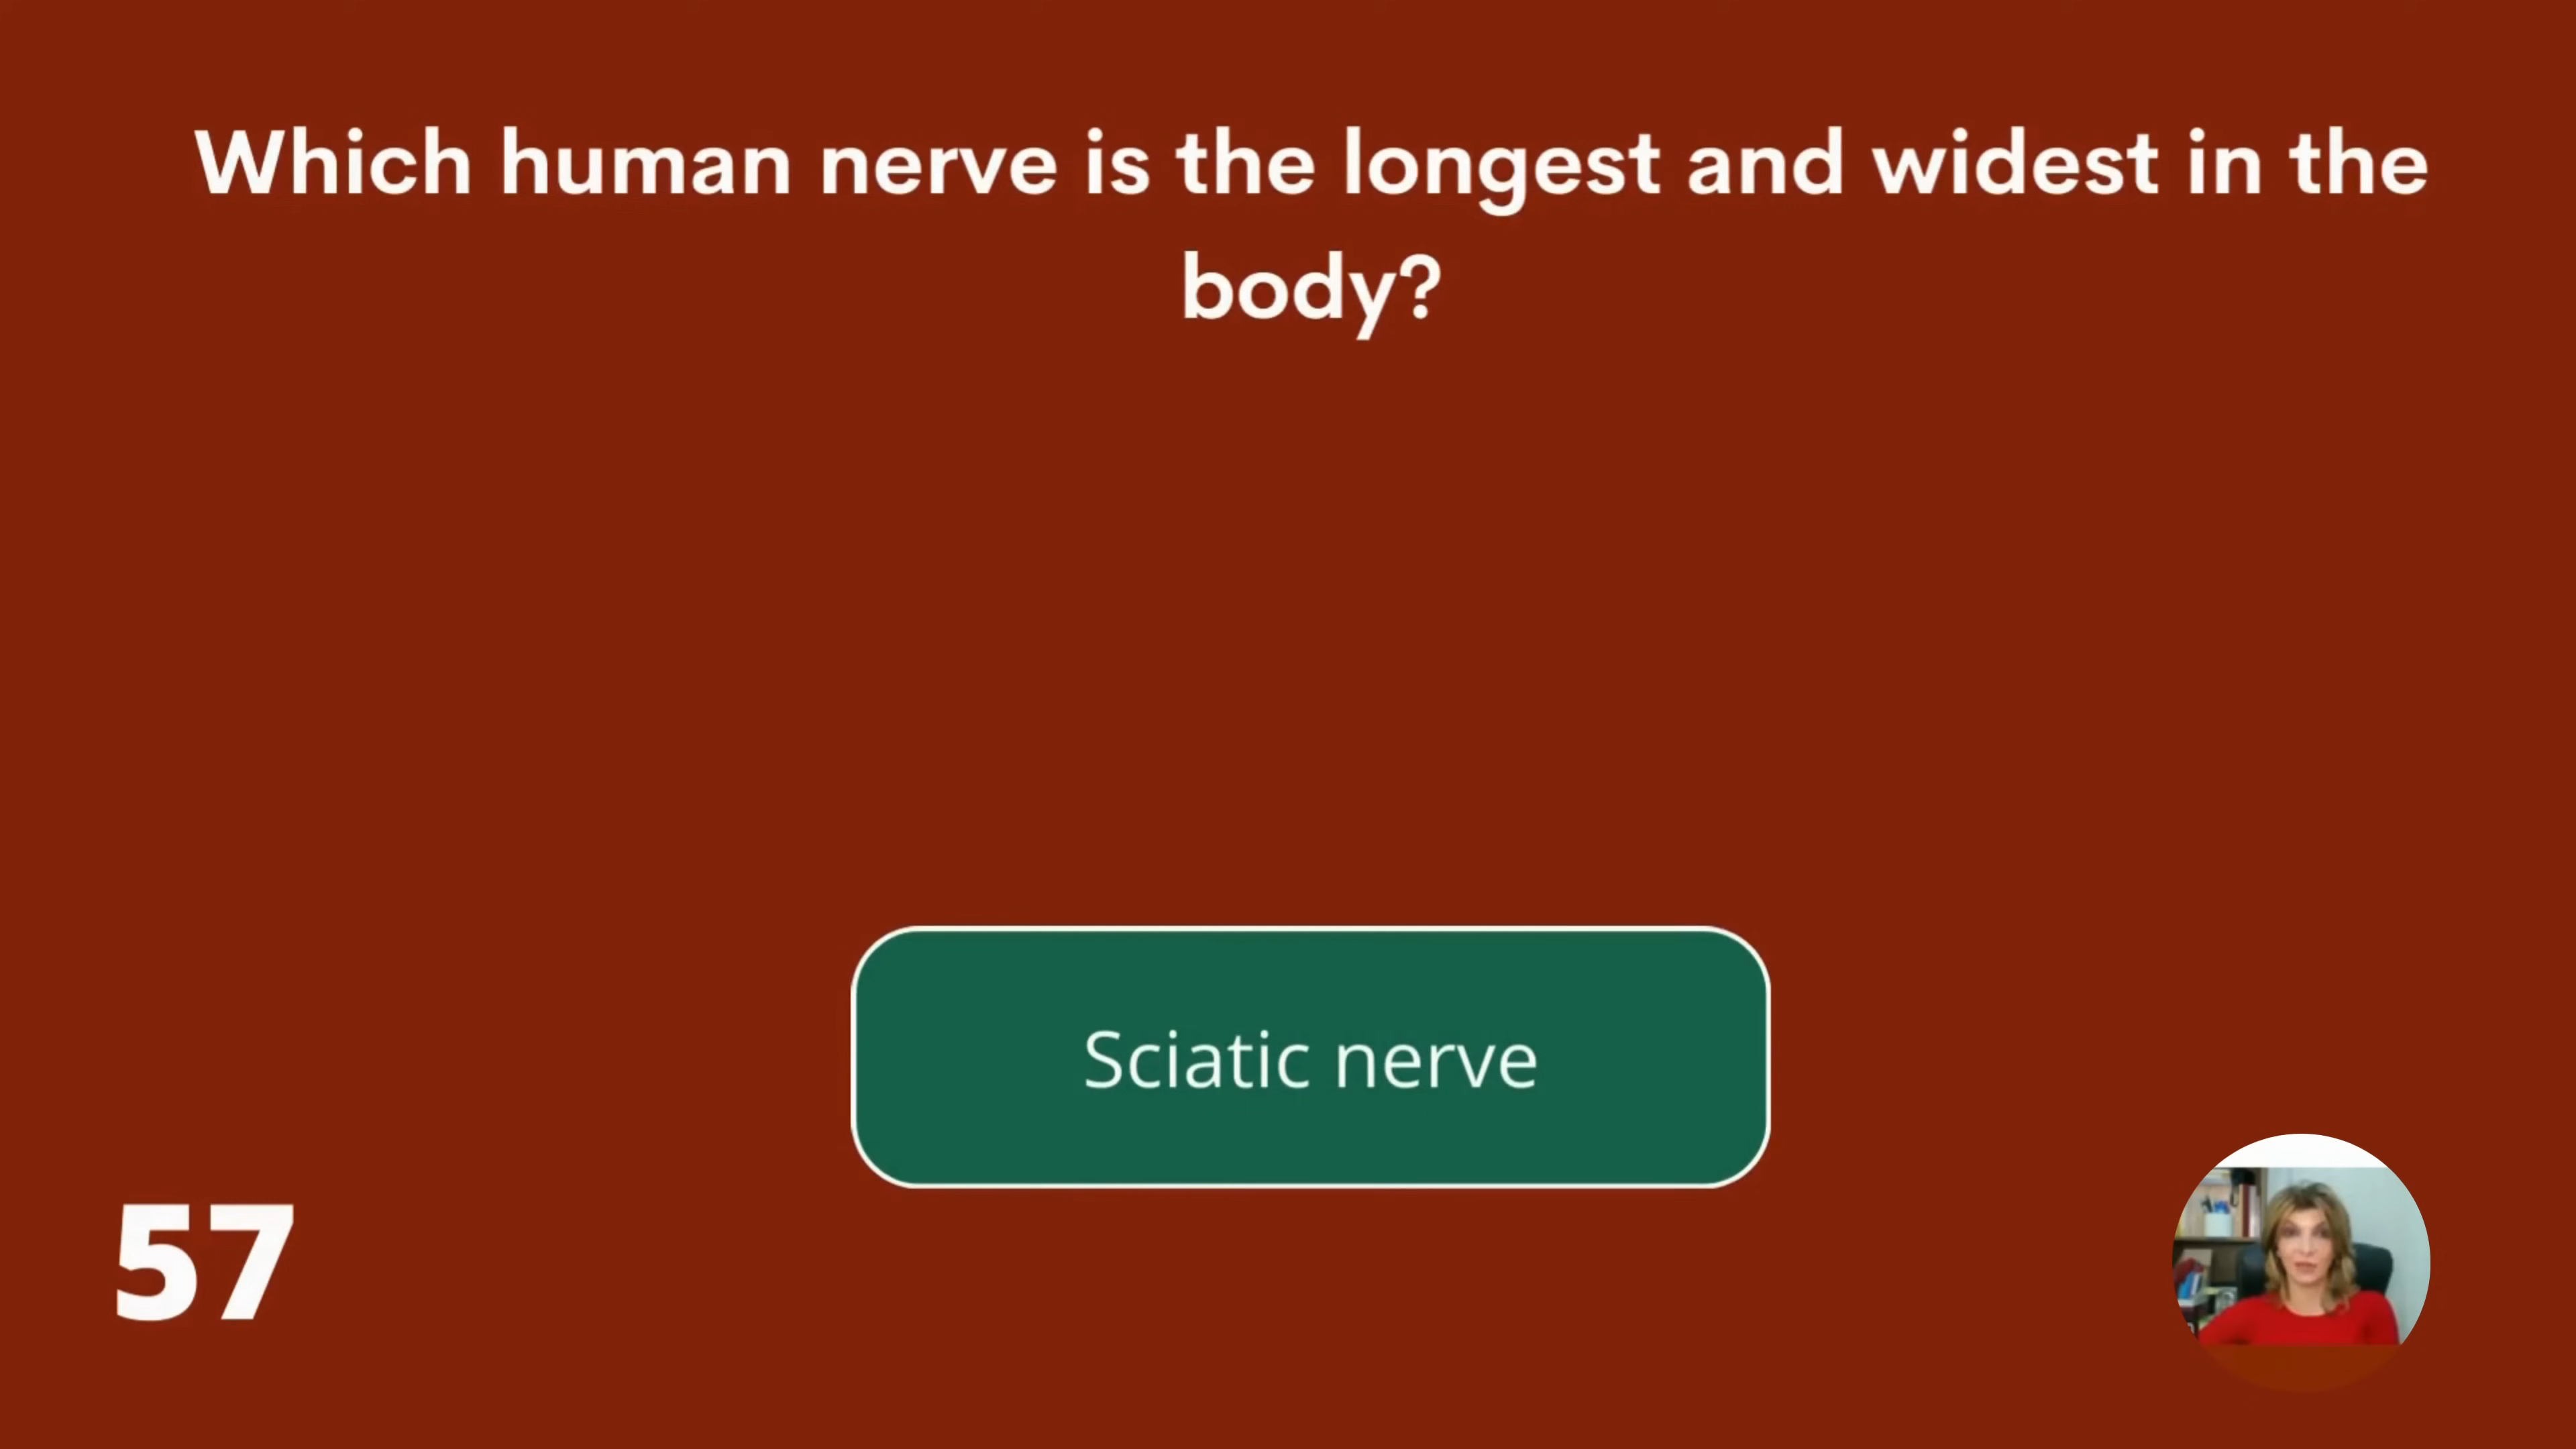 Which human nerve is the longest and widest in the
body?
Sciatic nerve
57